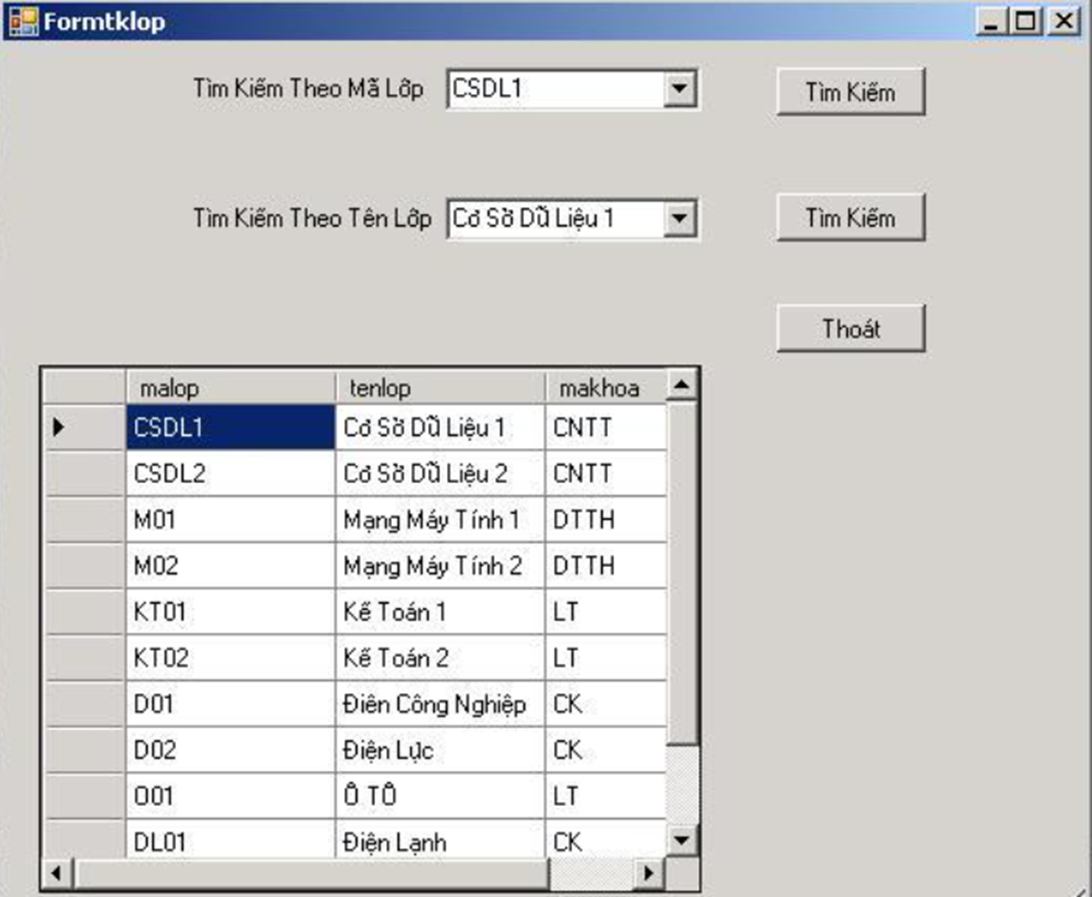 Formtklop
Tìm Kiếm Theo Mã Lớp CSDL1 Tìm Kiếm
Tìm Kiếm Theo Tên Lớp Cơ Sở Dữ Liệu 1 Tìm Kiếm
Thoát
malop tenlop makhoa
CSDL1 Cơ Sở Dữ Liệu 1 CNTT
CSDL2 Cơ Sở Dữ Liệu 2 CNTT
M01 Mạng Máy Tính 1 DTTH
M02 Mạng Máy Tính 2 DTTH
KT01 Kế Toán 1 LT
KT02 Kế Toán 2 LT
D01 Điên Công Nghiệp CK
D02 Điện Lực CK
O01 Ô TÔ LT
DL01 Điện Lạnh CK